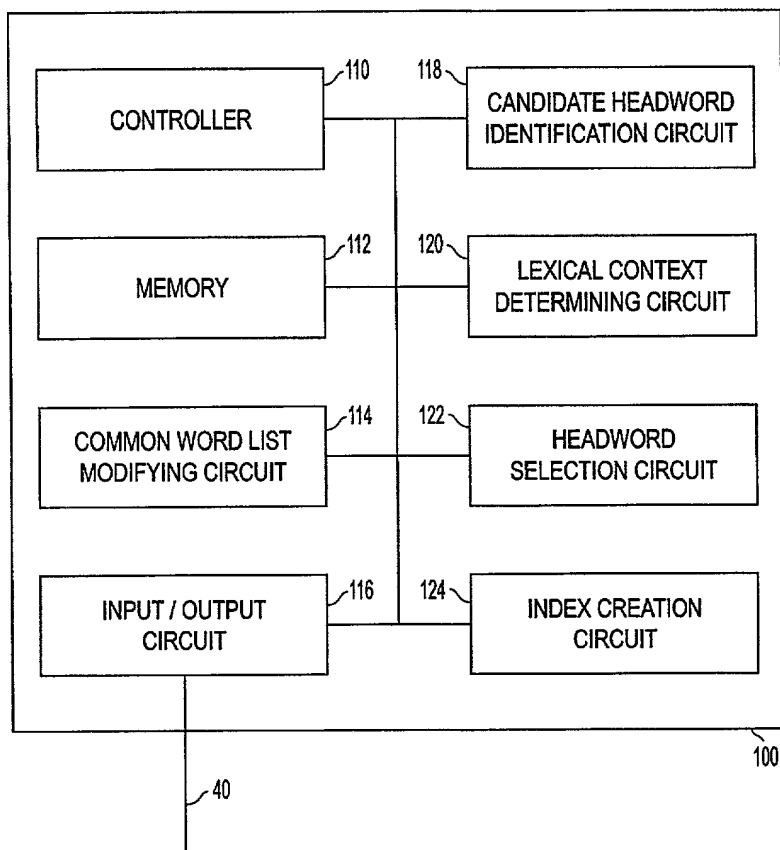 110
CONTROLLER
118
CANDIDATE HEADWORD
IDENTIFICATION CIRCUIT
112
MEMORY
120
LEXICAL CONTEXT
DETERMINING CIRCUIT
114
COMMON WORD LIST
MODIFYING CIRCUIT
122
HEADWORD
SELECTION CIRCUIT
116
INPUT / OUTPUT
CIRCUIT
124
INDEX CREATION
CIRCUIT
100
40